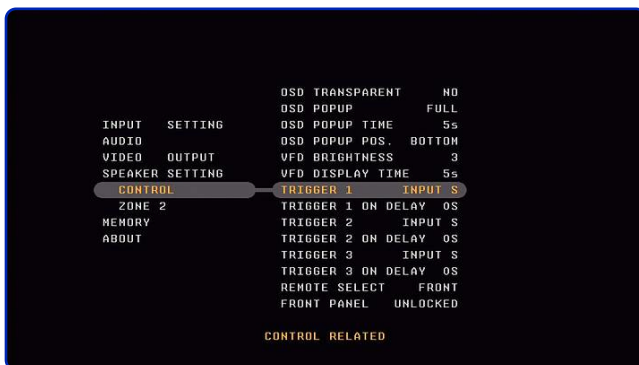 OSD TRANSPARENT NO
OSD POPUP FULL
INPUT SETTING OSD POPUP TIME 5s
AUDIO OSD POPUP POS. BOTTOM
VIDEO OUTPUT VFD BRIGHTNESS 3
SPEAKER SETTING VFD DISPLAY TIME 5s
CONTROL TRIGGER 1 INPUT S
ZONE 2 TRIGGER 1 ON DELAY 0S
MEMORY TRIGGER 2 INPUT S
ABOUT TRIGGER 2 ON DELAY 0S
TRIGGER 3 INPUT S
TRIGGER 3 ON DELAY 0S
REMOTE SELECT FRONT
FRONT PANEL UNLOCKED
CONTROL RELATED